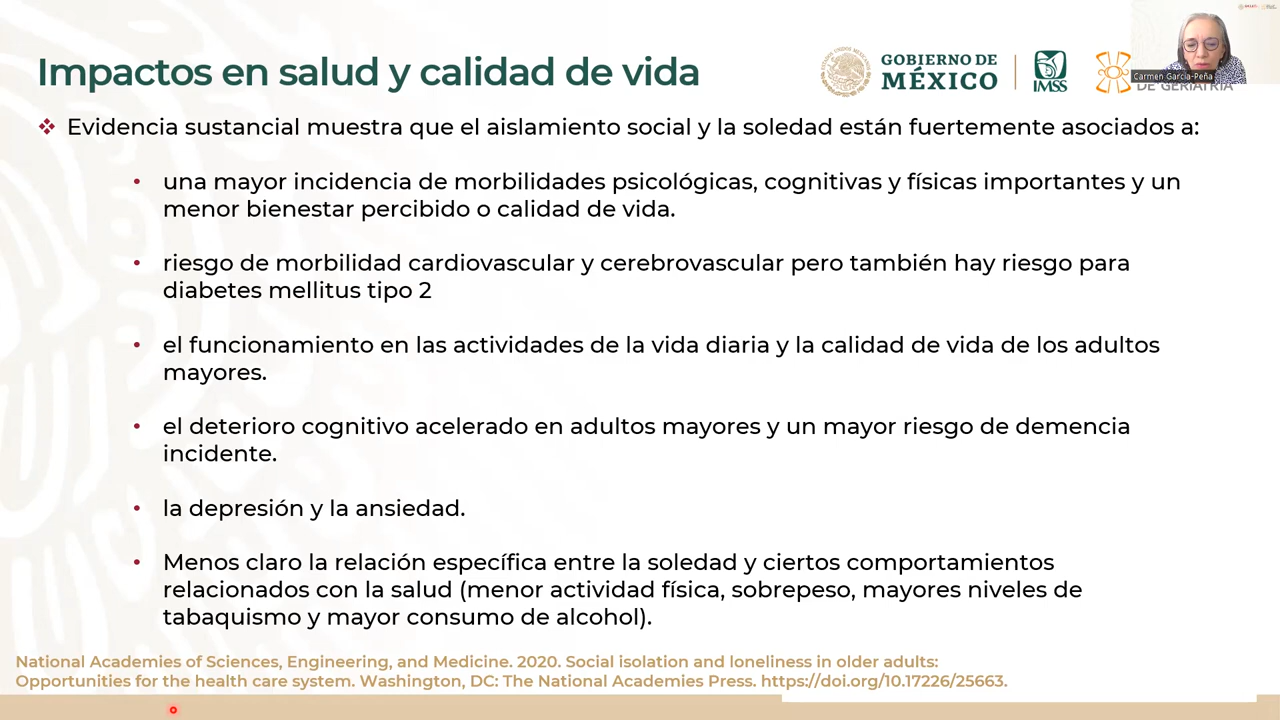 Impactos en salud y calidad de vida
GOBIERNO DE
MÉXICO
IMSS
DE GERIATRÍA
Carmen García-Peña
Evidencia sustancial muestra que el aislamiento social y la soledad están fuertemente asociados a:
• una mayor incidencia de morbilidades psicológicas, cognitivas y físicas importantes y un
menor bienestar percibido o calidad de vida.
• riesgo de morbilidad cardiovascular y cerebrovascular pero también hay riesgo para
diabetes mellitus tipo 2
• el funcionamiento en las actividades de la vida diaria y la calidad de vida de los adultos
mayores.
• el deterioro cognitivo acelerado en adultos mayores y un mayor riesgo de demencia
incidente.
• la depresión y la ansiedad.
• Menos claro la relación específica entre la soledad y ciertos comportamientos
relacionados con la salud (menor actividad física, sobrepeso, mayores niveles de
tabaquismo y mayor consumo de alcohol).
National Academies of Sciences, Engineering, and Medicine. 2020. Social isolation and loneliness in older adults:
Opportunities for the health care system. Washington, DC: The National Academies Press. https://doi.org/10.17226/25663.